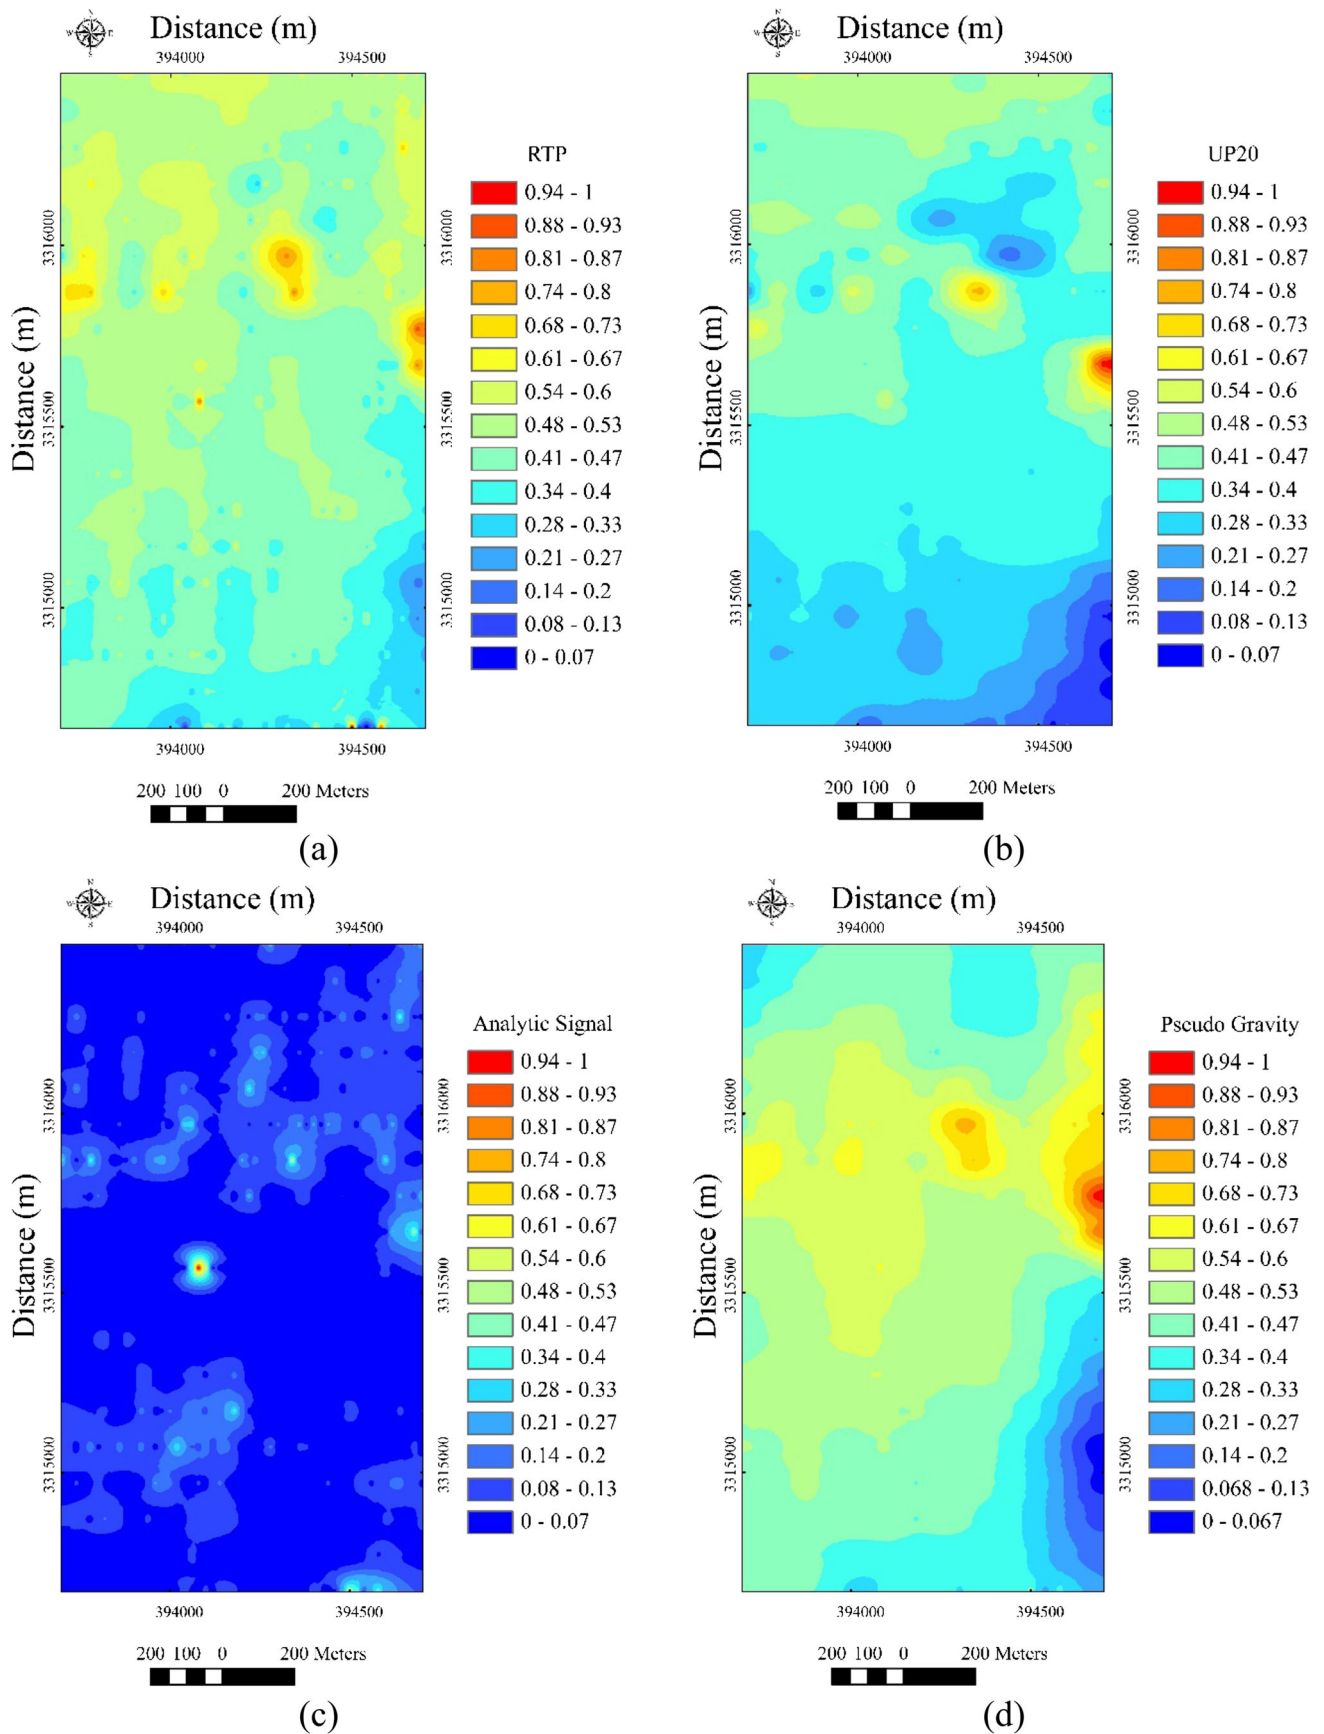 Distance (m)
N
W E
S
394000 394500
RTP
0.94 - 1
0.88 - 0.93
0.81 - 0.87
0.74 - 0.8
0.68 - 0.73
0.61 - 0.67
0.54 - 0.6
0.48 - 0.53
0.41 - 0.47
0.34 - 0.4
0.28 - 0.33
0.21 - 0.27
0.14 - 0.2
0.08 - 0.13
0 - 0.07
Distance (m)
3316000
3315500
3315000
3316000
3315500
3315000
394000 394500
200 100 0 200 Meters
(a)
Distance (m)
N
W E
S
394000 394500
UP20
0.94 - 1
0.88 - 0.93
0.81 - 0.87
0.74 - 0.8
0.68 - 0.73
0.61 - 0.67
0.54 - 0.6
0.48 - 0.53
0.41 - 0.47
0.34 - 0.4
0.28 - 0.33
0.21 - 0.27
0.14 - 0.2
0.08 - 0.13
0 - 0.07
Distance (m)
3316000
3315500
3315000
3316000
3315500
3315000
394000 394500
200 100 0 200 Meters
(b)
Distance (m)
N
W E
S
394000 394500
Analytic Signal
0.94 - 1
0.88 - 0.93
0.81 - 0.87
0.74 - 0.8
0.68 - 0.73
0.61 - 0.67
0.54 - 0.6
0.48 - 0.53
0.41 - 0.47
0.34 - 0.4
0.28 - 0.33
0.21 - 0.27
0.14 - 0.2
0.08 - 0.13
0 - 0.07
Distance (m)
3316000
3315500
3315000
3316000
3315500
3315000
394000 394500
200 100 0 200 Meters
(c)
Distance (m)
N
W E
S
394000 394500
Pseudo Gravity
0.94 - 1
0.88 - 0.93
0.81 - 0.87
0.74 - 0.8
0.68 - 0.73
0.61 - 0.67
0.54 - 0.6
0.48 - 0.53
0.41 - 0.47
0.34 - 0.4
0.28 - 0.33
0.21 - 0.27
0.14 - 0.2
0.068 - 0.13
0 - 0.067
Distance (m)
3316000
3315500
3315000
3316000
3315500
3315000
394000 394500
200 100 0 200 Meters
(d)